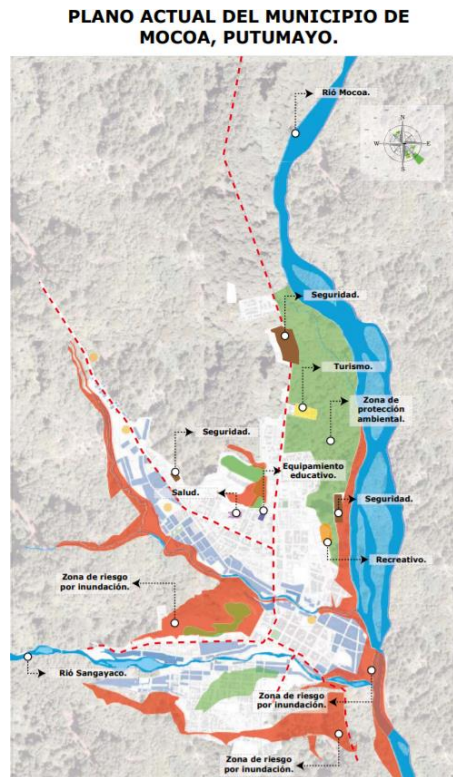 PLANO ACTUAL DEL MUNICIPIO DE
MOCOA, PUTUMAYO.
Rió Mocoa.
N
W
E
S
Seguridad.
Turismo.
Zona de
protección
ambiental.
Seguridad.
Equipamiento
educativo.
Salud.
Seguridad.
Recreativo.
Zona de riesgo
por inundación.
Rió Sangayaco.
Zona de riesgo
por inundación.
Zona de riesgo
por inundación.